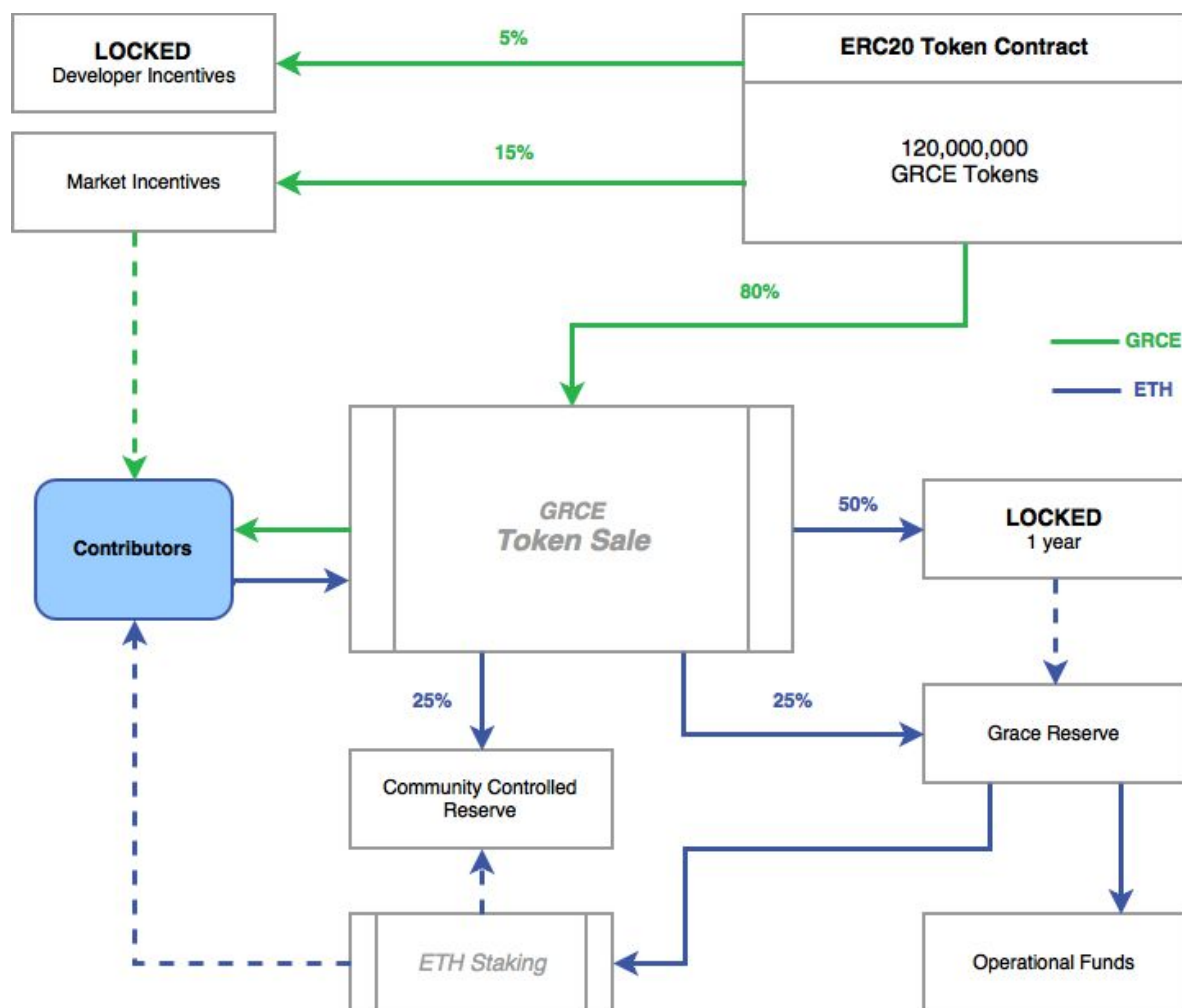 LOCKED
Developer Incentives
5%
ERC20 Token Contract
120,000,000
GRCE Tokens
Market Incentives
15%
80%
GRCE
ETH
GRCE
Token Sale
Contributors
50%
LOCKED
1 year
25%
25%
Grace Reserve
Community Controlled
Reserve
ETH Staking
Operational Funds